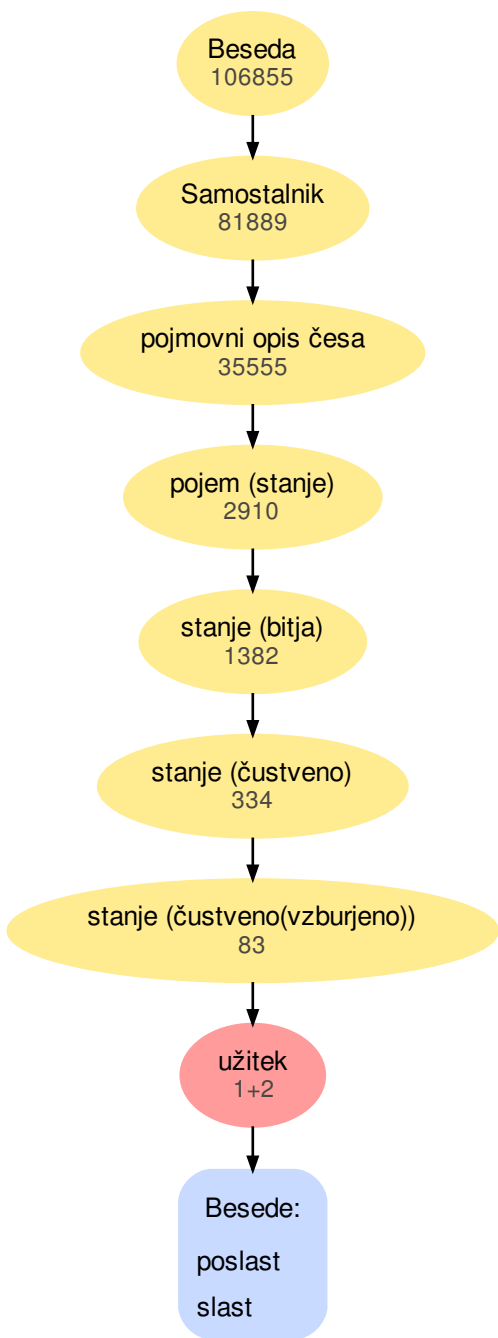 Beseda
106855
Samostalnik
81889
pojmovni opis česa
35555
pojem (stanje)
2910
stanje (bitja)
1382
stanje (čustveno)
334
stanje (čustveno(vzburjeno))
83
užitek
1+2
Besede:
poslast
slast